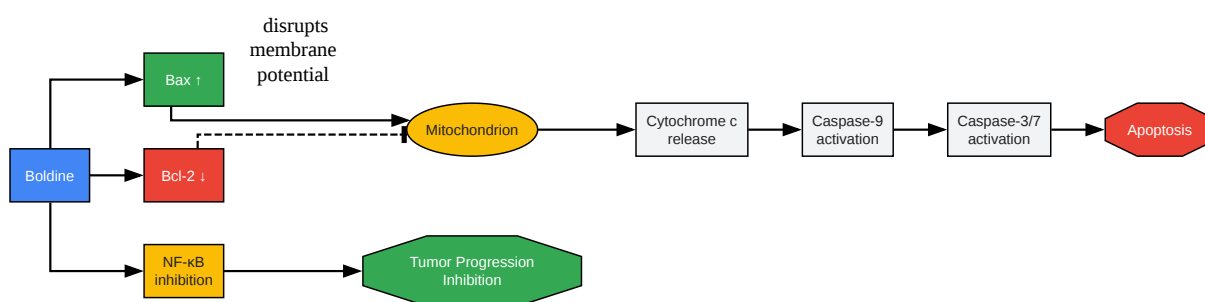 disrupts
membrane
potential
Bax ↑
Mitochondrion
Cytochrome c
release
Caspase-9
activation
Caspase-3/7
activation
Apoptosis
Boldine
Bcl-2 ↓
NF-κB
inhibition
Tumor Progression
Inhibition